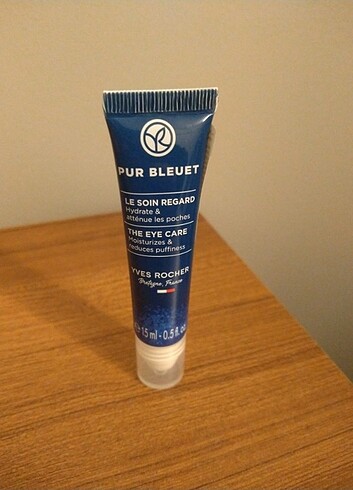 PUR BLEUET
LE SOIN REGARD
Hydrate &
atténue les poches
THE EYE CARE
Moisturizes &
reduces puffiness
YVES ROCHER
Bretagne, France
15 ml - 0.5 fl. oz